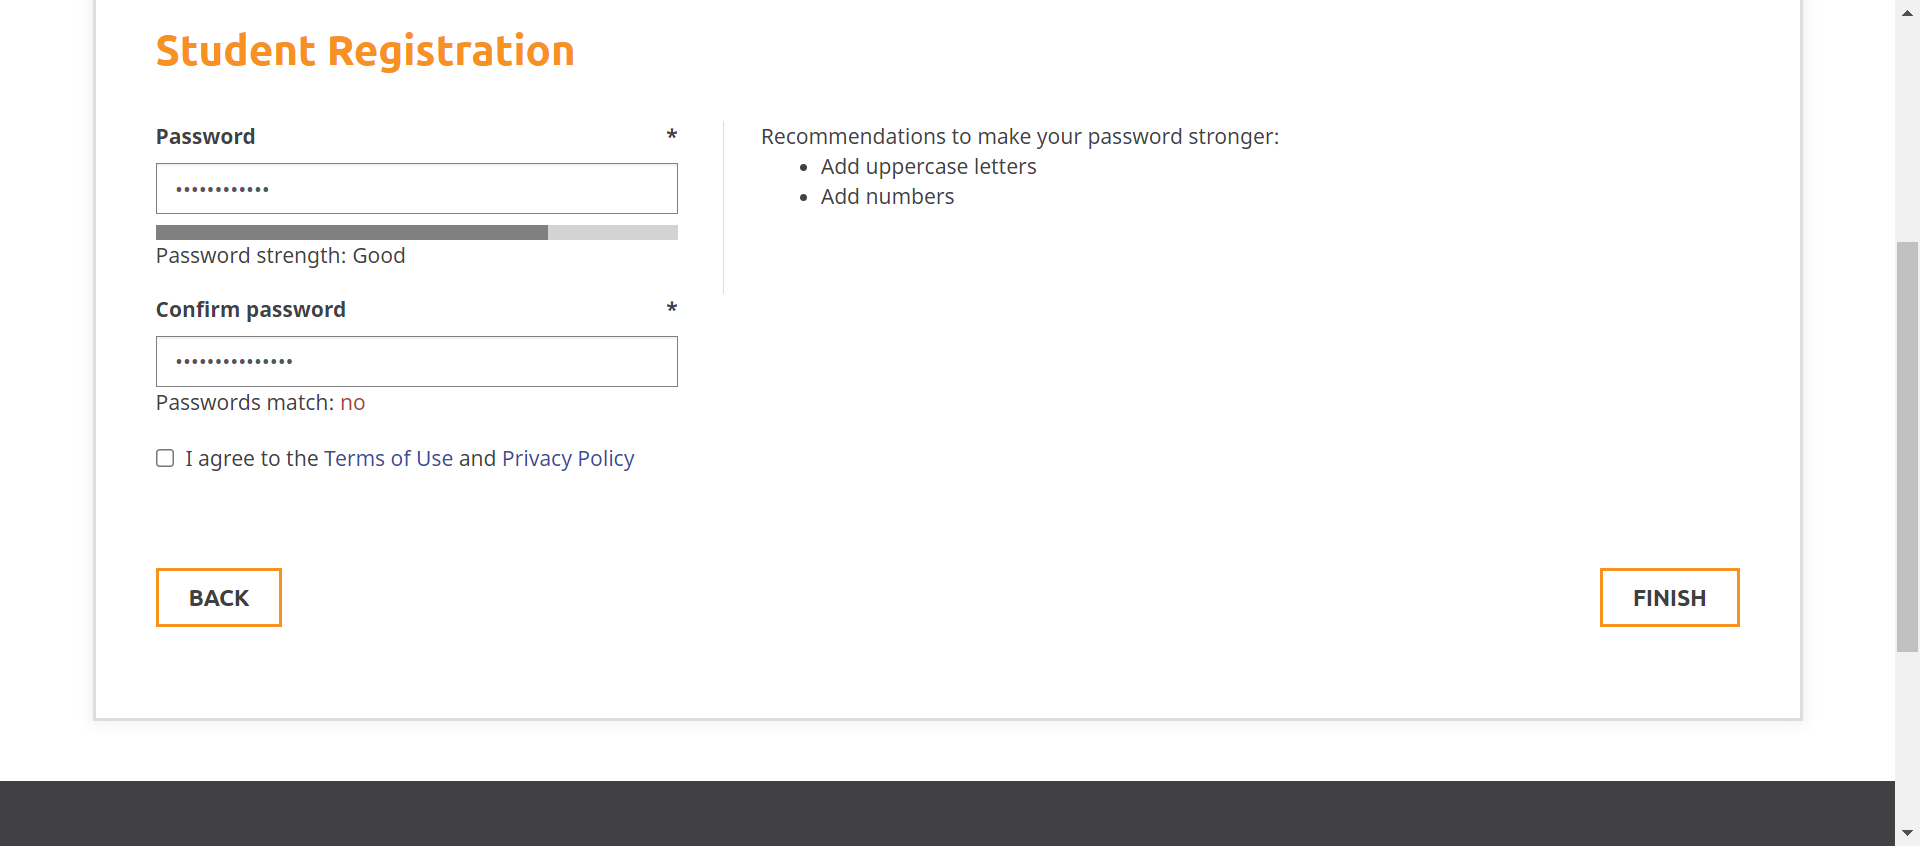 Student Registration
Password *
••••••••••••
Password strength: Good
Recommendations to make your password stronger:
• Add uppercase letters
• Add numbers
Confirm password *
•••••••••••••••
Passwords match: no
I agree to the Terms of Use and Privacy Policy
BACK
FINISH